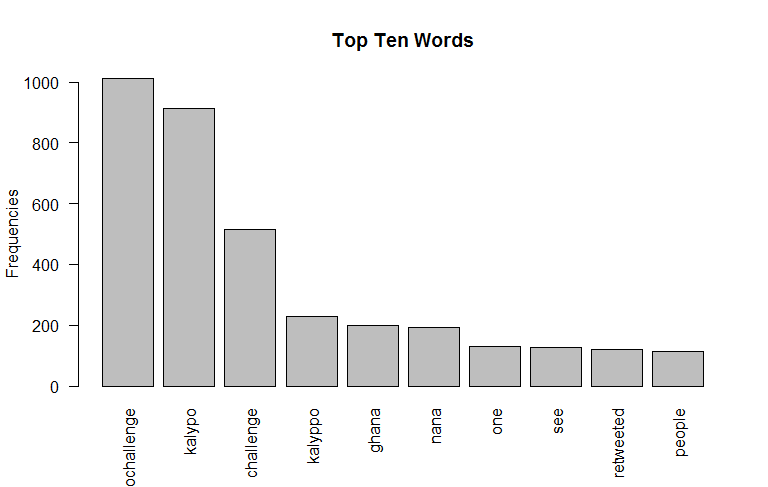 Top Ten Words
Frequencies
1000
800
600
400
200
0
ochallenge
kalypo
challenge
kalyppo
ghana
nana
one
see
retweeted
people